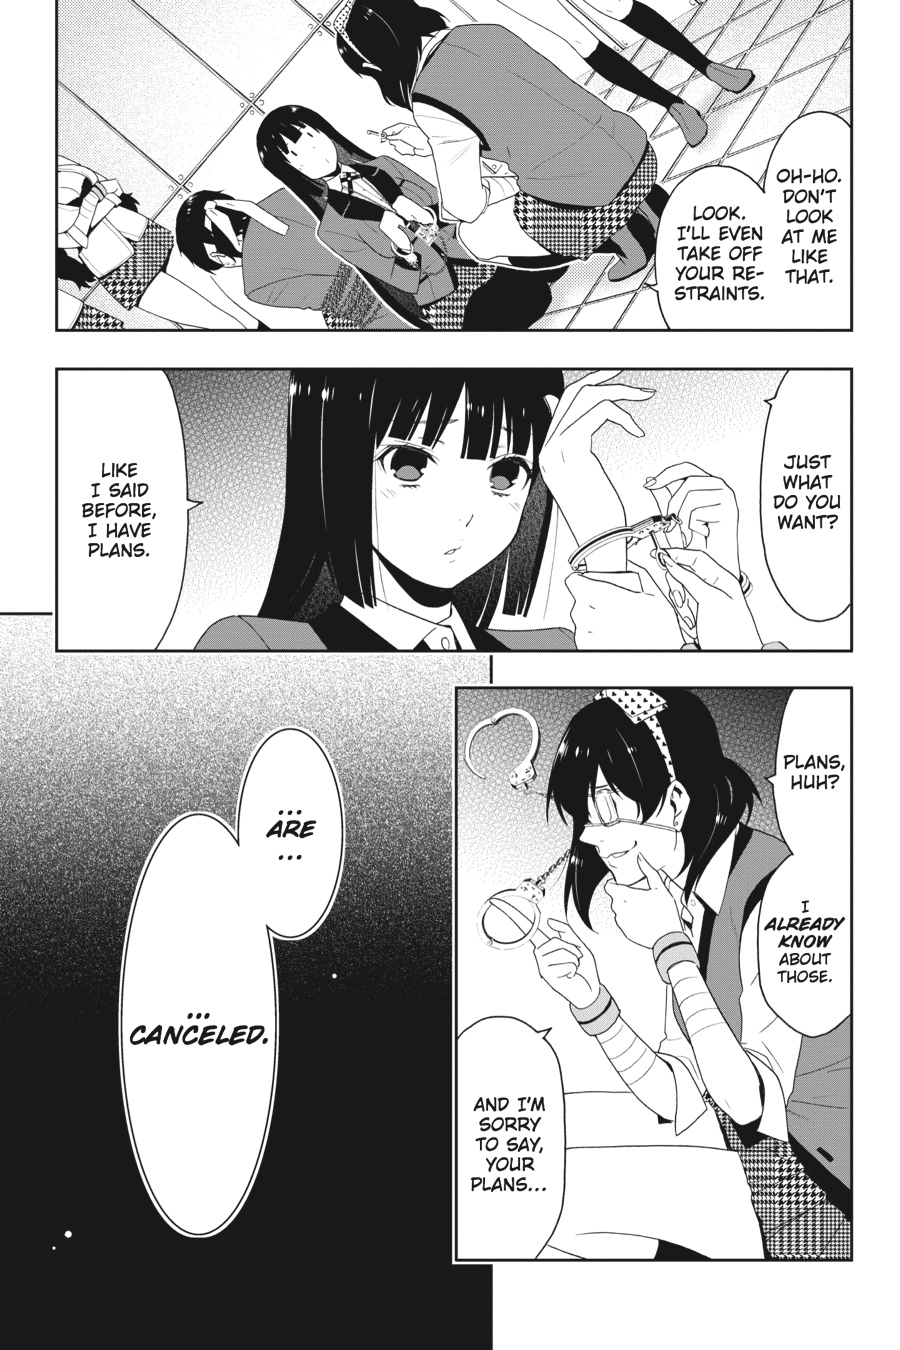 OH-HO.
DON'T
LOOK
AT ME
LIKE
THAT.
LOOK.
I'LL EVEN
TAKE OFF
YOUR RE-
STRAINTS.
JUST
WHAT
DO YOU
WANT?
LIKE
I SAID
BEFORE,
I HAVE
PLANS.
PLANS,
HUH?
I
ALREADY
KNOW
ABOUT
THOSE.
AND I'M
SORRY
TO SAY,
YOUR
PLANS...
...
ARE
...
...
CANCELED.